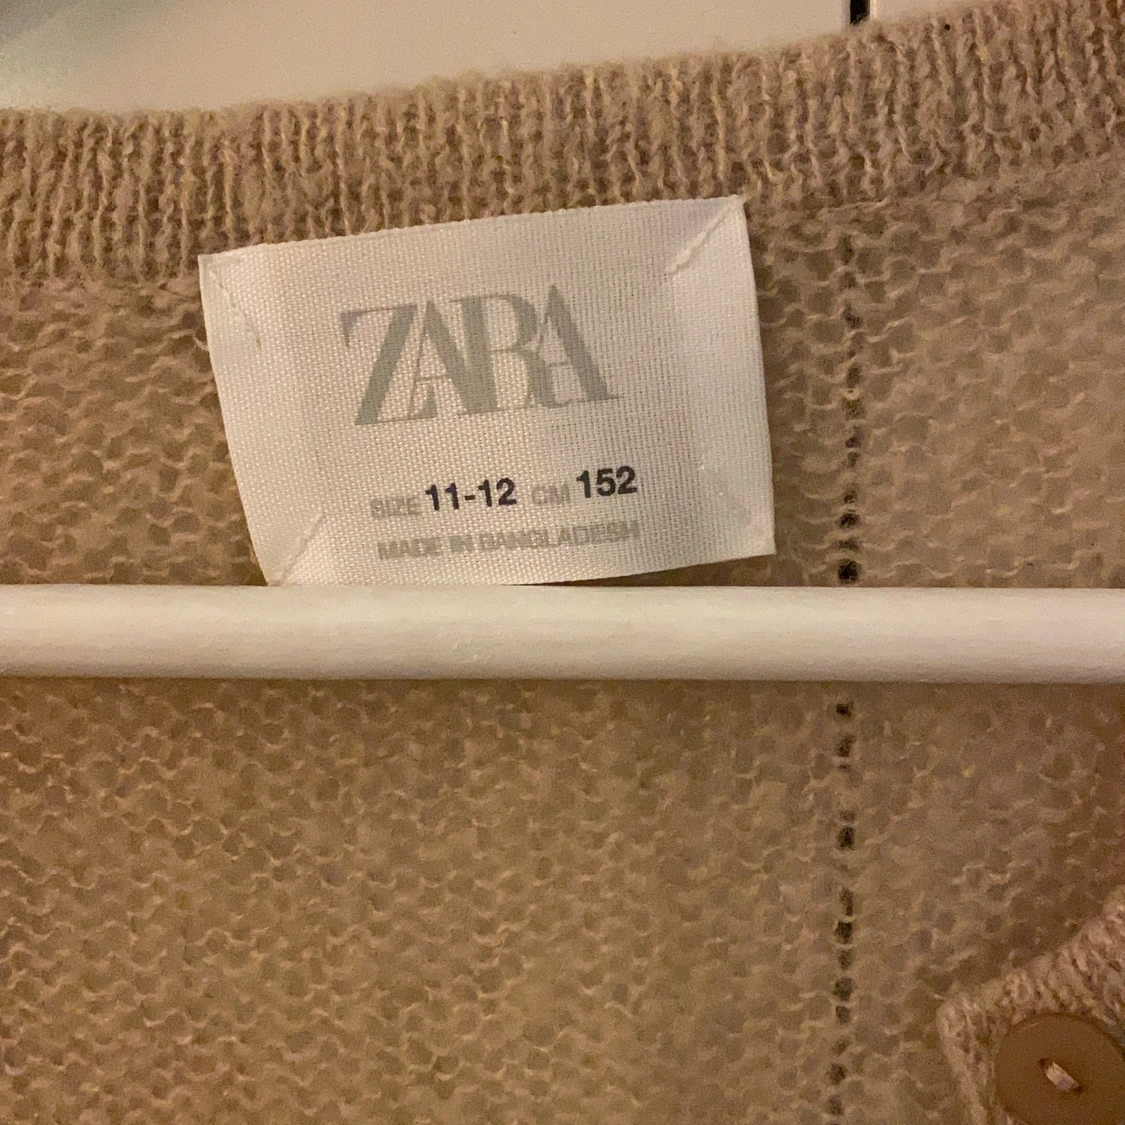 ZARA
SIZE 11-12 CM 152
MADE IN BANGLADESH